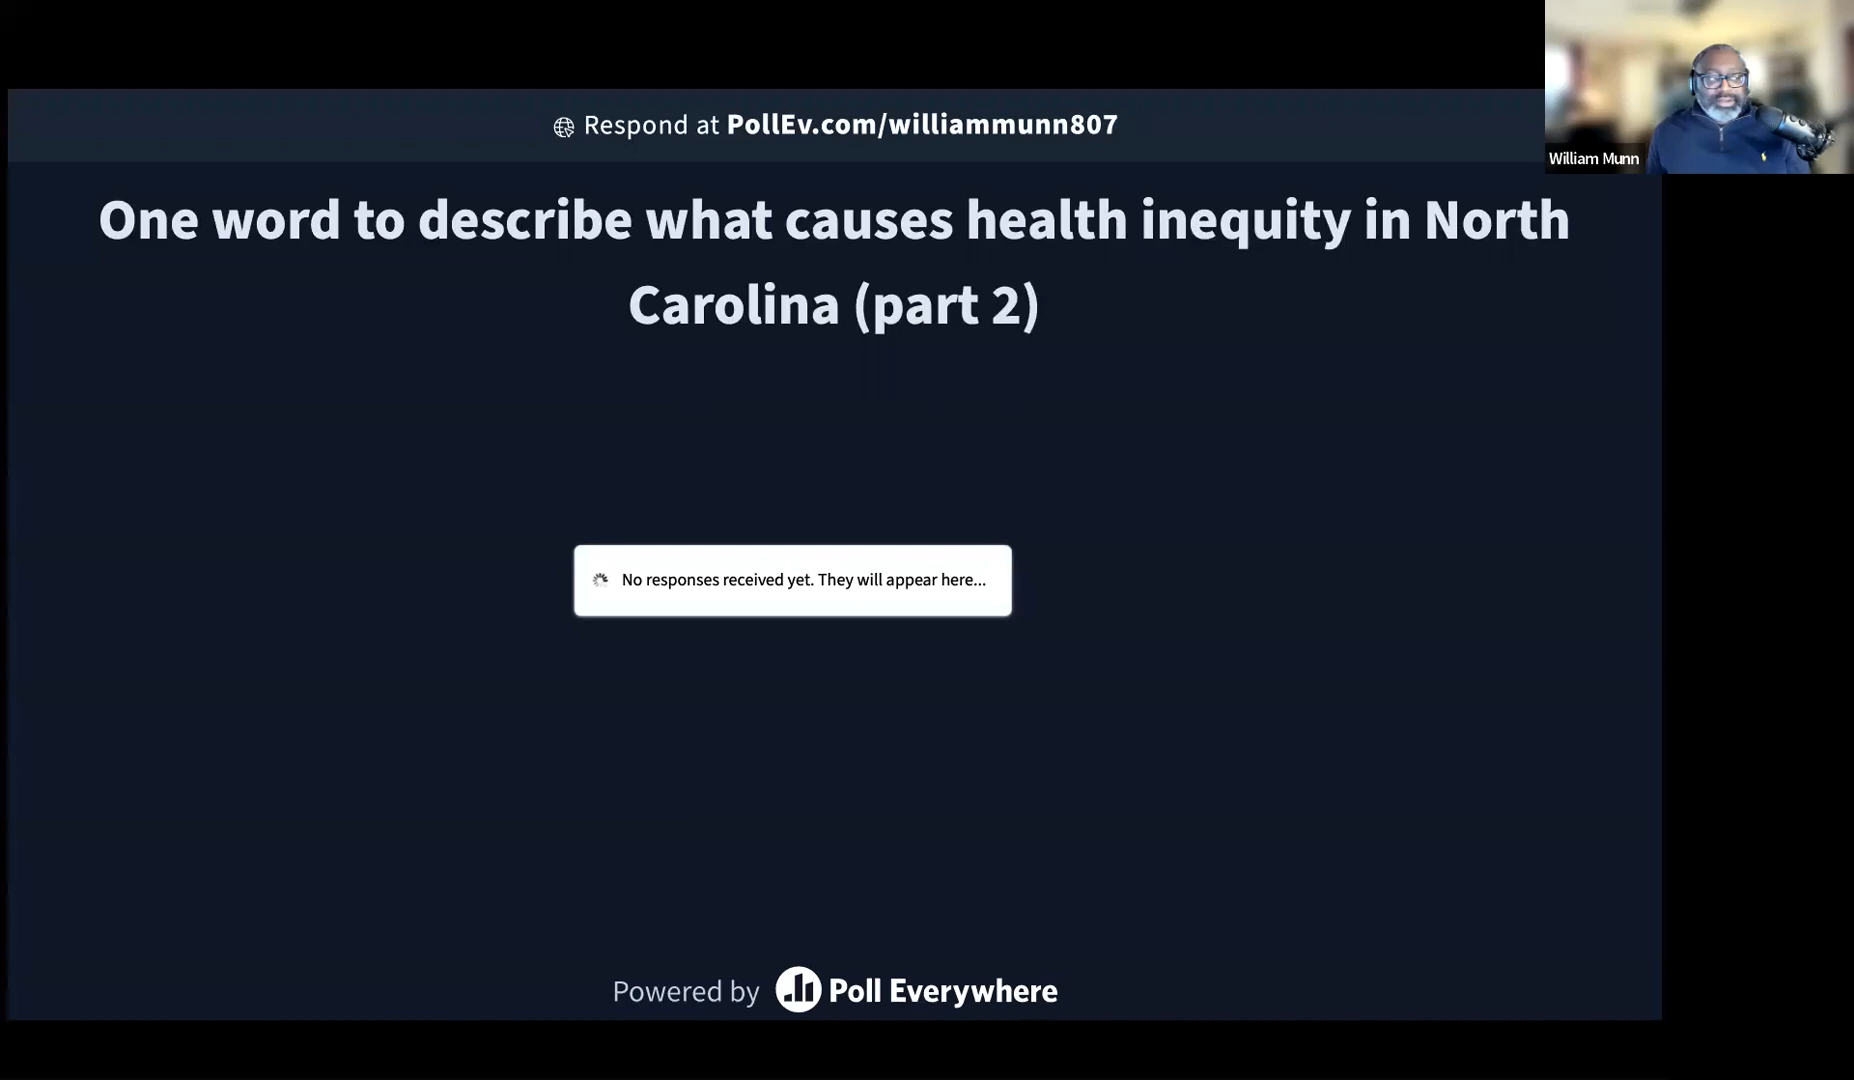 Respond at PollEv.com/williammunn807
William Munn
One word to describe what causes health inequity in North
Carolina (part 2)
No responses received yet. They will appear here...
Powered by Poll Everywhere